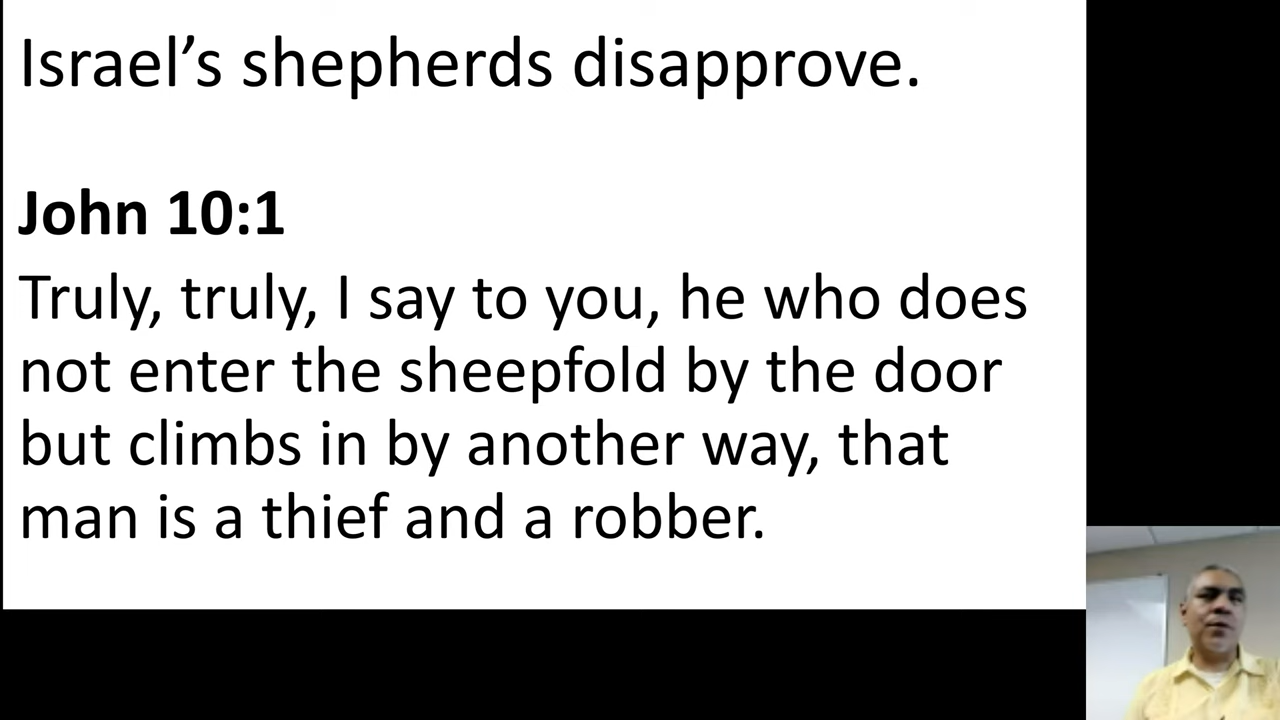 Israel’s shepherds disapprove.
John 10:1
Truly, truly, I say to you, he who does
not enter the sheepfold by the door
but climbs in by another way, that
man is a thief and a robber.